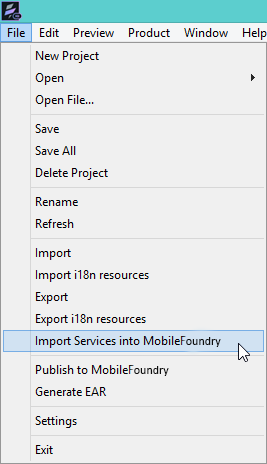 File Edit Preview Product Window Help
New Project
Open
Open File...
Save
Save All
Delete Project
Rename
Refresh
Import
Import i18n resources
Export
Export i18n resources
Import Services into MobileFoundry
Publish to MobileFoundry
Generate EAR
Settings
Exit